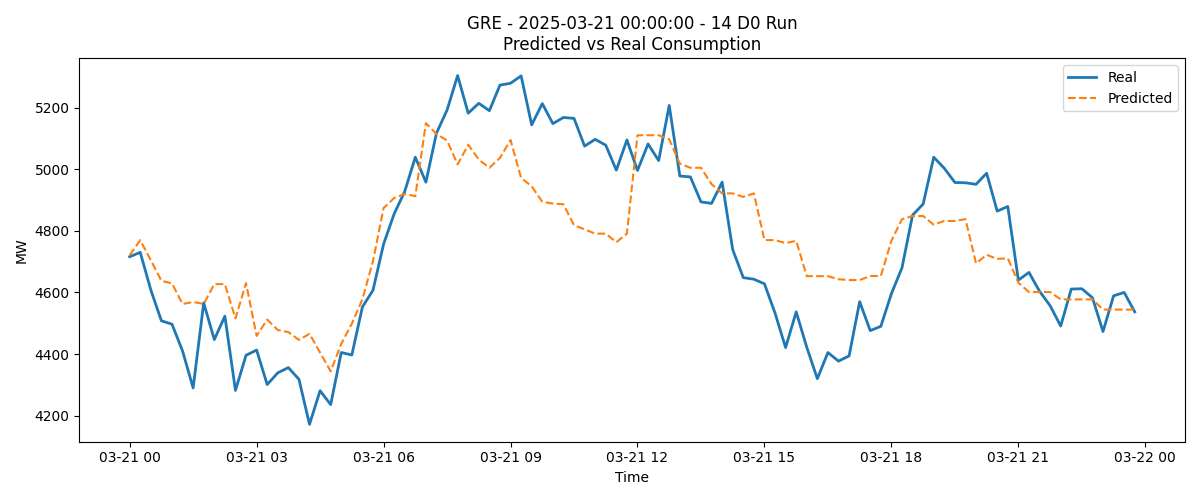 GRE - 2025-03-21 00:00:00 - 14 D0 Run
Predicted vs Real Consumption
Real
Predicted
MW
5200
5000
4800
4600
4400
4200
03-21 00
03-21 03
03-21 06
03-21 09
03-21 12
03-21 15
03-21 18
03-21 21
03-22 00
Time